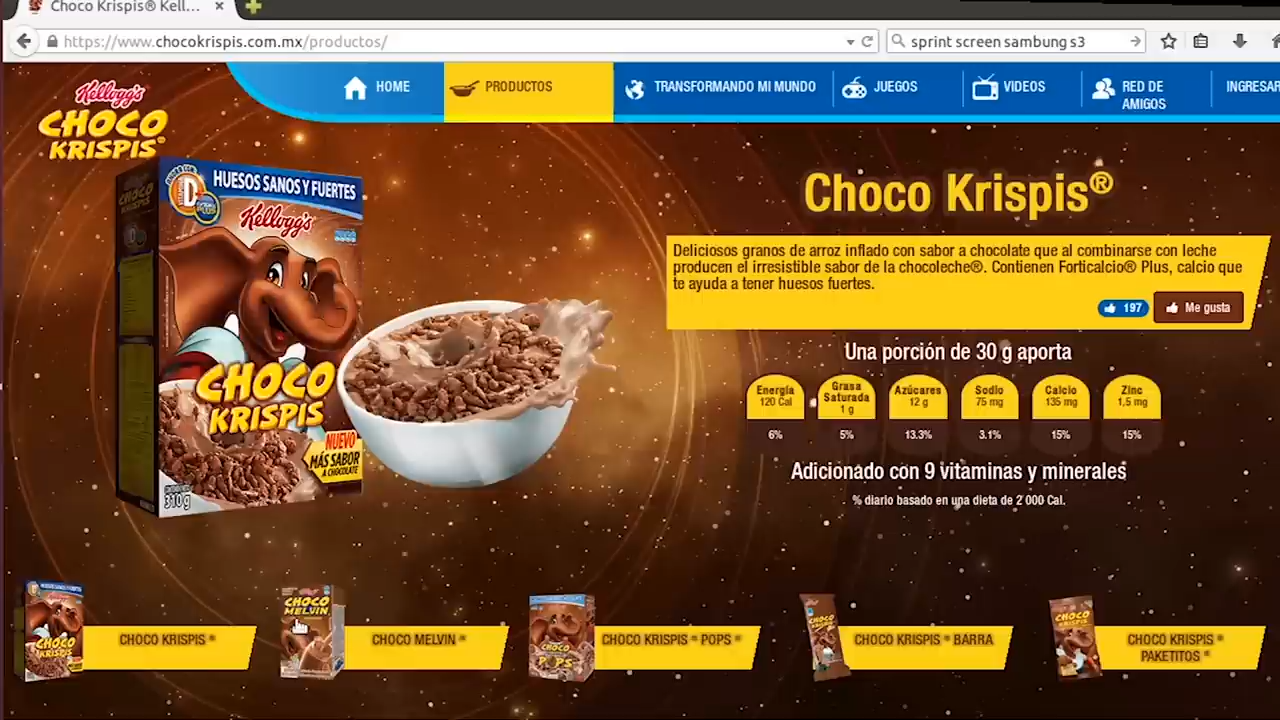 Choco Krispis® Kell...
https://www.chocokrispis.com.mx/productos/
sprint screen sambung s3
HOME
PRODUCTOS
TRANSFORMANDO MI MUNDO
JUEGOS
VIDEOS
RED DE
AMIGOS
INGRESAR
Kellogg's
CHOCO
KRISPIS®
HUESOS SANOS Y FUERTES
D
Kellogg's
CHOCO
KRISPIS
NUEVO
MÁS SABOR
A CHOCOLATE
310g
Choco Krispis®
Deliciosos granos de arroz inflado con sabor a chocolate que al combinarse con leche
producen el irresistible sabor de la chocoleche®. Contienen Forticalcio® Plus, calcio que
te ayuda a tener huesos fuertes.
197
Me gusta
Una porción de 30 g aporta
Energía
120 Cal
6%
Grasa
Saturada
1 g
5%
Azúcares
12 g
13.3%
Sodio
75 mg
3.1%
Calcio
135 mg
15%
Zinc
1,5 mg
15%
Adicionado con 9 vitaminas y minerales
% diario basado en una dieta de 2 000 Cal.
CHOCO KRISPIS ®
CHOCO
MELVIN
CHOCO MELVIN ®
CHOCO
POPS
CHOCO KRISPIS ® POPS ®
CHOCO KRISPIS ® BARRA
CHOCO KRISPIS ®
PAKETITOS ®